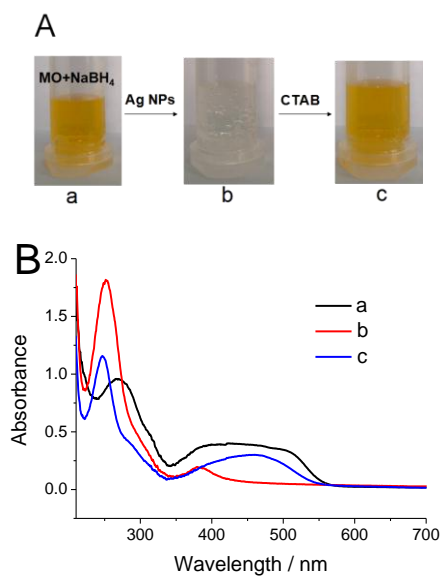 A
MO+NaBH₄
Ag NPs
CTAB
a
b
c
B
2.0
1.5
1.0
0.5
0.0
Absorbance
a
b
c
300
400
500
600
700
Wavelength / nm